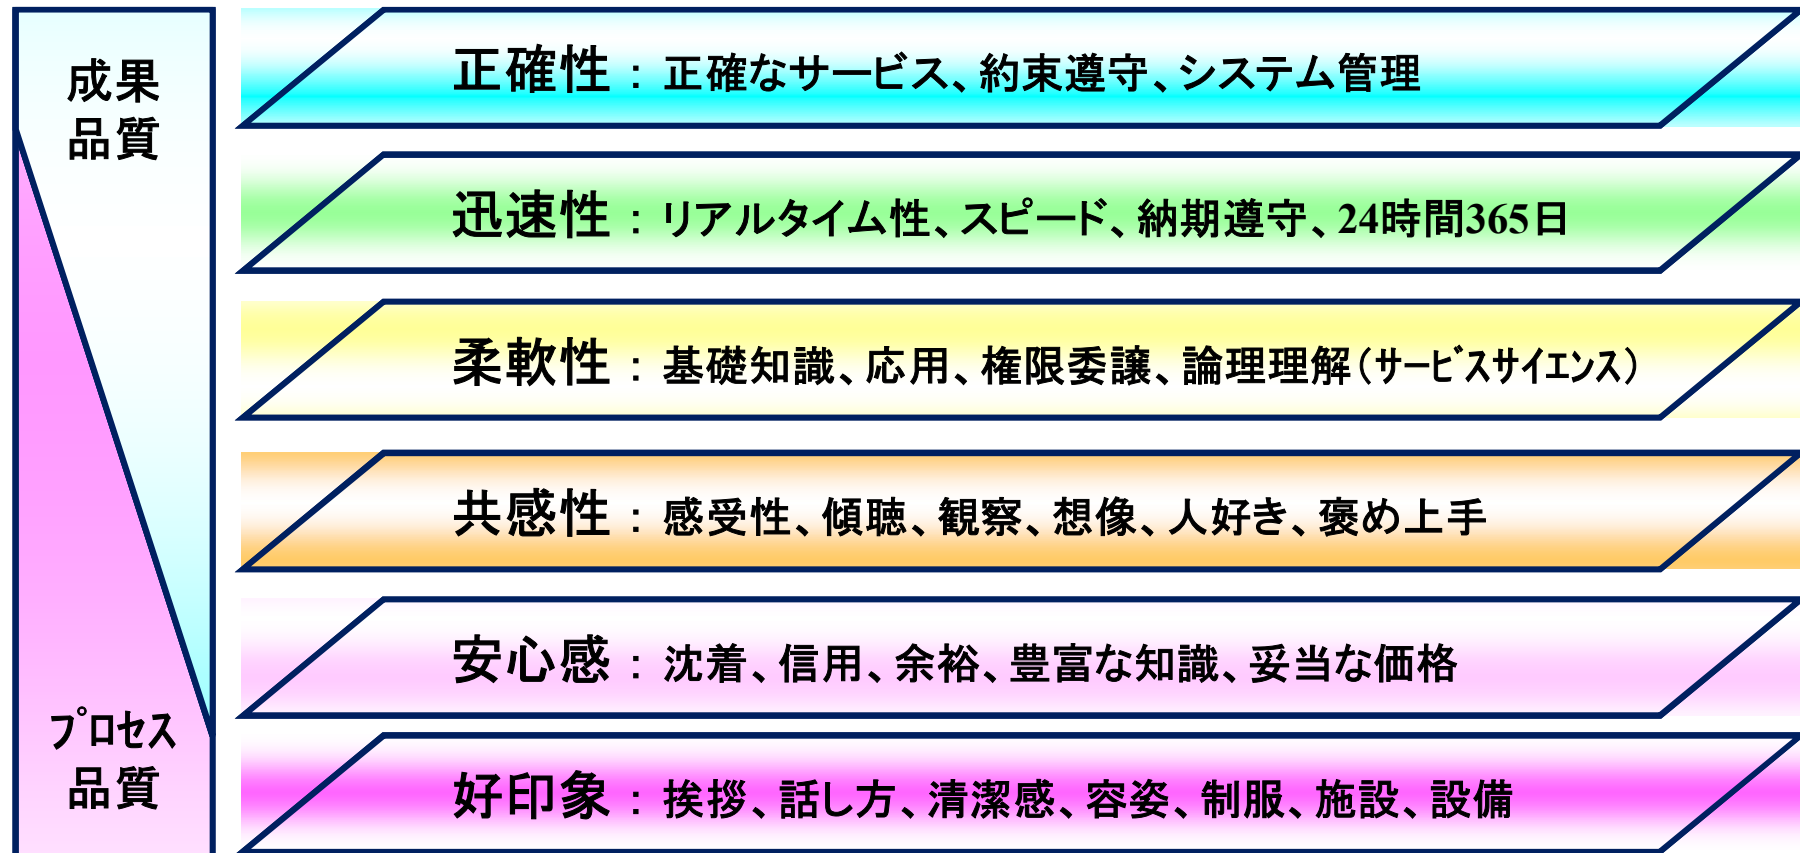 成果
品質
正確性：正確なサービス、約束遵守、システム管理
迅速性：リアルタイム性、スピード、納期遵守、24時間365日
柔軟性：基礎知識、応用、権限委譲、論理理解（ｻｰﾋﾞｽｻｲｴﾝｽ）
共感性：感受性、傾聴、観察、想像、人好き、褒め上手
安心感：沈着、信用、余裕、豊富な知識、妥当な価格
ﾌﾟﾛｾｽ
品質
好印象：挨拶、話し方、清潔感、容姿、制服、施設、設備